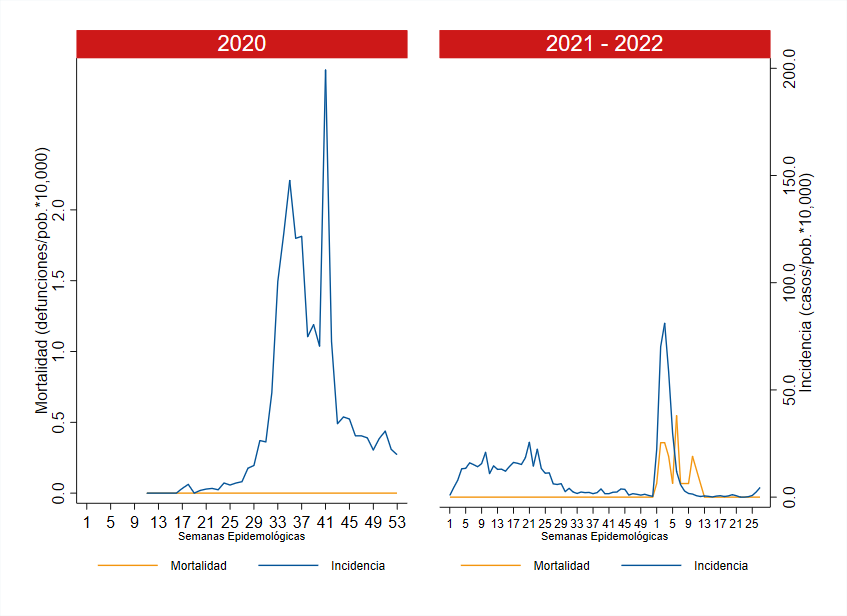 2020
2021 - 2022
Mortalidad (defunciones/pob.*10,000)
0.0 0.5 1.0 1.5 2.0
1 5 9 13 17 21 25 29 33 37 41 45 49 53
Semanas Epidemológicas
Mortalidad Incidencia
Incidencia (casos/pob.*10,000)
0.0 50.0 100.0 150.0 200.0
1 5 9 13 17 21 25 29 33 37 41 45 49 1 5 9 13 17 21 25
Semanas Epidemológicas
Mortalidad Incidencia